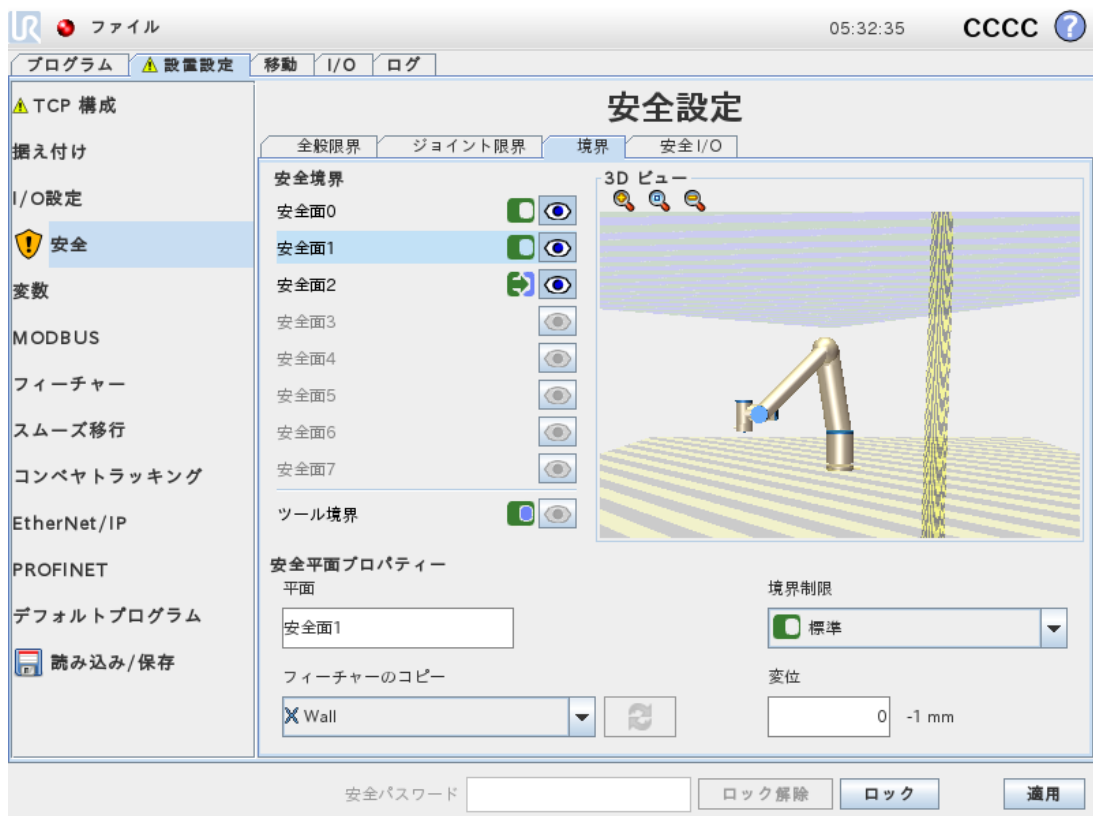 UR ファイル 05:32:35 CCCC ?
プログラム 設置設定 移動 I/O ログ
TCP 構成
据え付け
I/O設定
安全
変数
MODBUS
フィーチャー
スムーズ移行
コンベヤトラッキング
EtherNet/IP
PROFINET
デフォルトプログラム
読み込み/保存
安全設定
全般限界 ジョイント限界 境界 安全I/O
安全境界
安全面0
安全面1
安全面2
安全面3
安全面4
安全面5
安全面6
安全面7
ツール境界
3D ビュー
安全平面プロパティー
平面
安全面1
境界制限
標準
フィーチャーのコピー
Wall
変位
0 -1 mm
安全パスワード ロック解除 ロック 適用